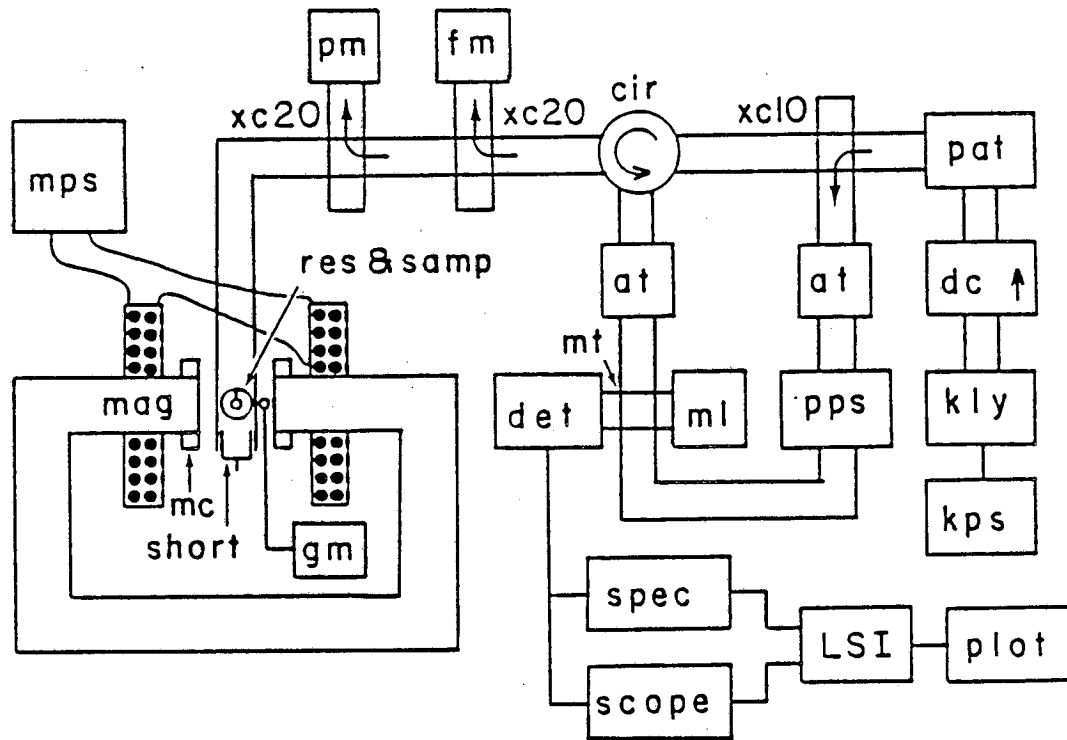 pm
fm
cir
xc20
xc20
xc10
pat
mps
res & samp
at
at
dc
mt
mag
det
ml
pps
kly
mc
short
gm
kps
spec
LSI
plot
scope